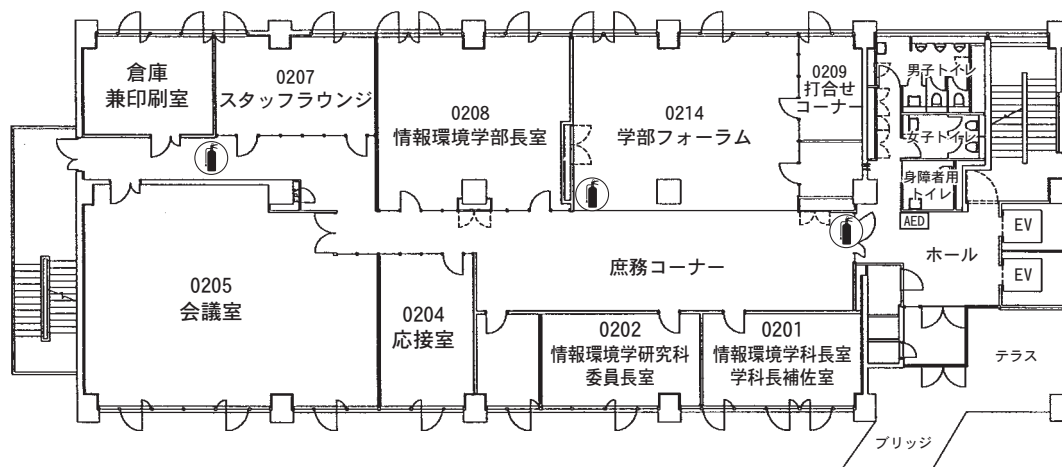 倉庫
兼印刷室
0207
スタッフラウンジ
0208
情報環境学部長室
0214
学部フォーラム
0209
打合せ
コーナー
男子トイレ
女子トイレ
身障者用
トイレ
AED
ホール
EV
EV
庶務コーナー
0205
会議室
0204
応接室
0202
情報環境学研究科
委員長室
0201
情報環境学科長室
学科長補佐室
テラス
ブリッジ